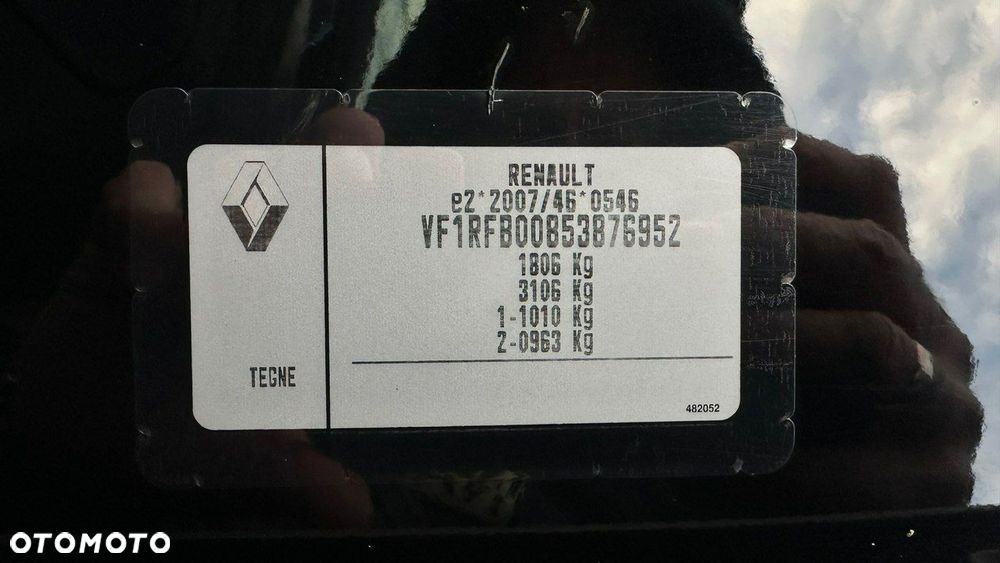 RENAULT
e2*2007/46*0546
VF1RFB00853876952
1806 Kg
3106 Kg
1-1010 Kg
2-0963 Kg
TEGNE
482052
OTOMOTO